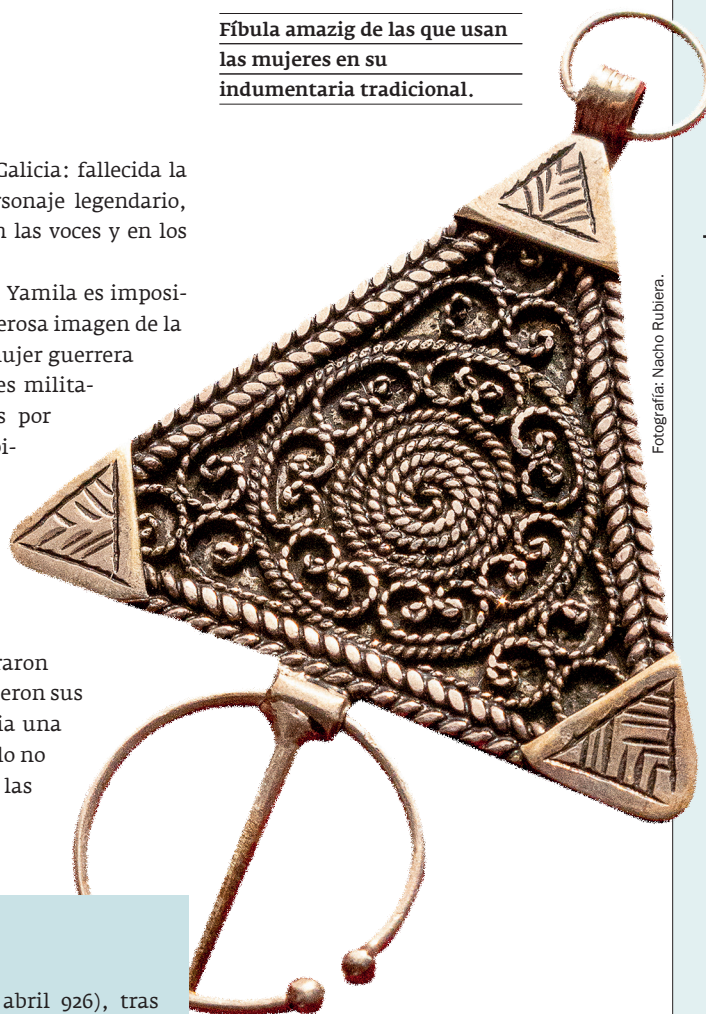 Fíbula amazig de las que usan
las mujeres en su
indumentaria tradicional.
Galicia: fallecida la
rsonaje legendario,
n las voces y en los
Yamila es imposi-
erosa imagen de la
ujer guerrera
es milita-
s por
pi-
raron
eron sus
ia una
lo no
las
abril 926), tras
Fotografía: Nacho Rubiera.